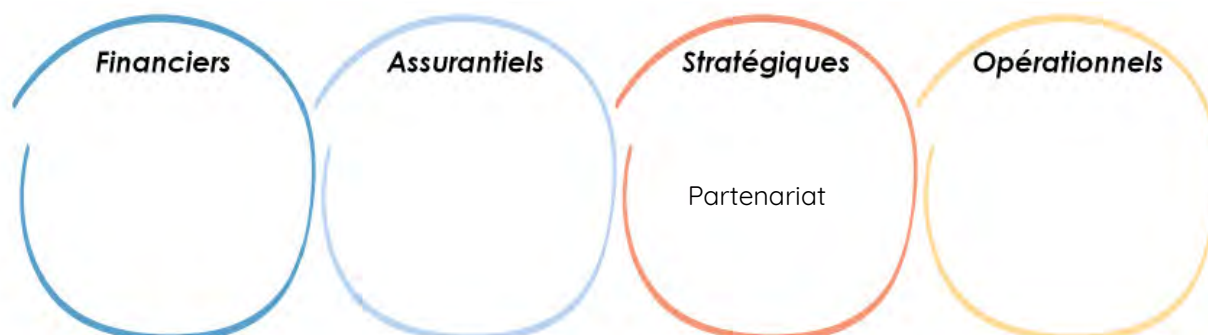 Financiers
Assurantiels
Stratégiques
Opérationnels
Partenariat